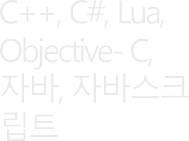 C++, C#, Lua,
Objective- C,
자바, 자바스크
립트